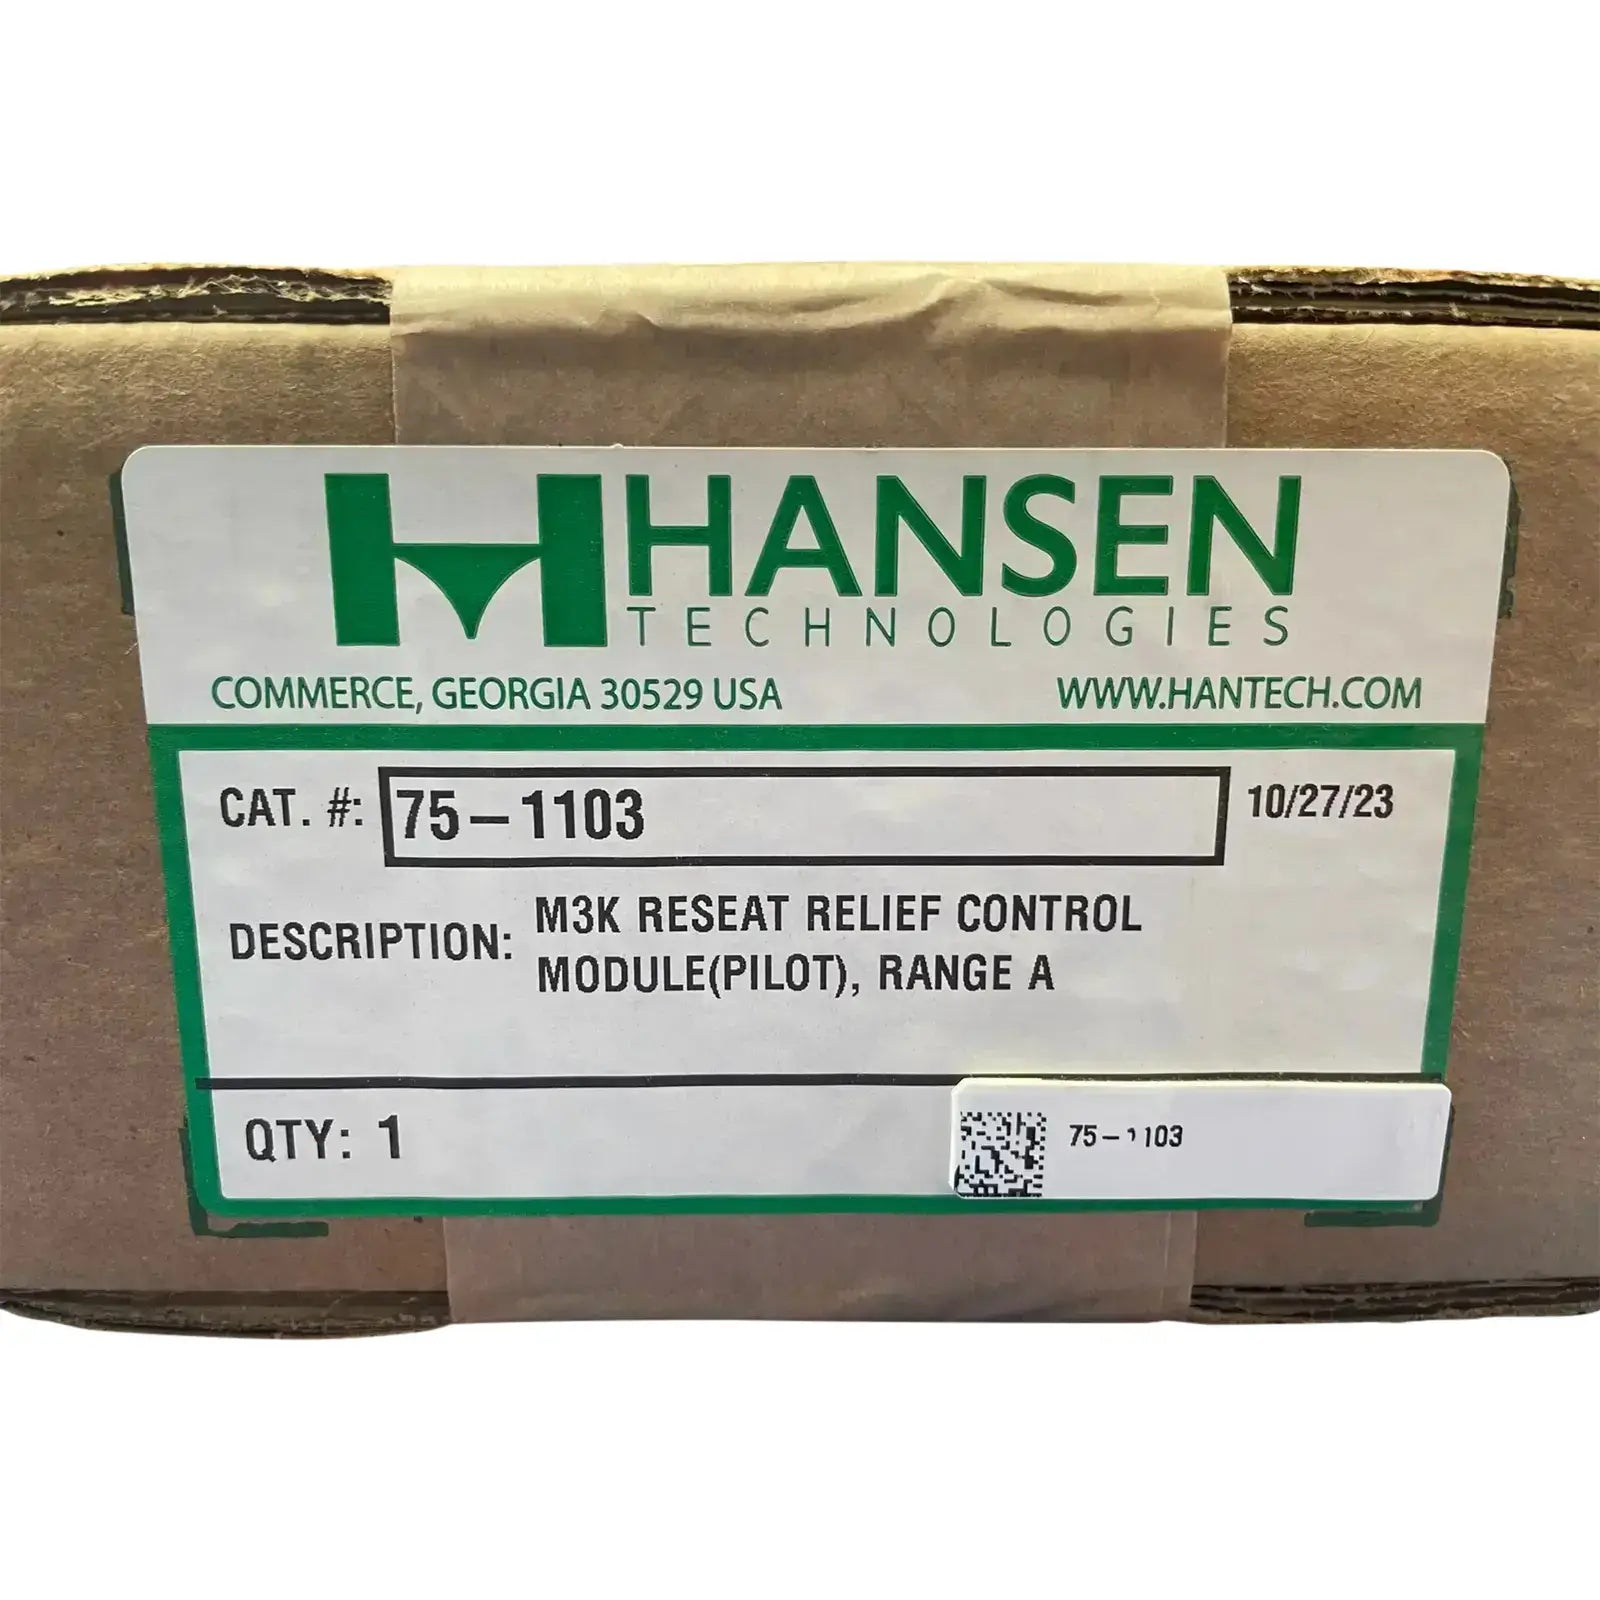 HANSEN
TECHNOLOGIES
COMMERCE, GEORGIA 30529 USA
WWW.HANTECH.COM
CAT. #: 75-1103
10/27/23
DESCRIPTION: M3K RESEAT RELIEF CONTROL
MODULE(PILOT), RANGE A
QTY: 1
75-1103